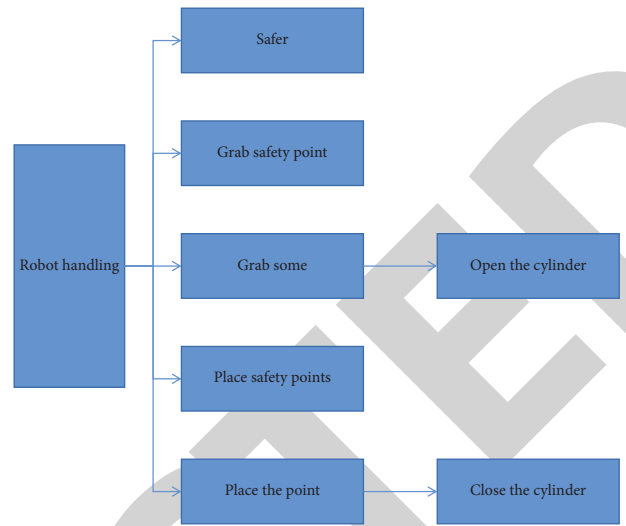 Safer
Grab safety point
Robot handling
Grab some
Open the cylinder
Place safety points
Place the point
Close the cylinder